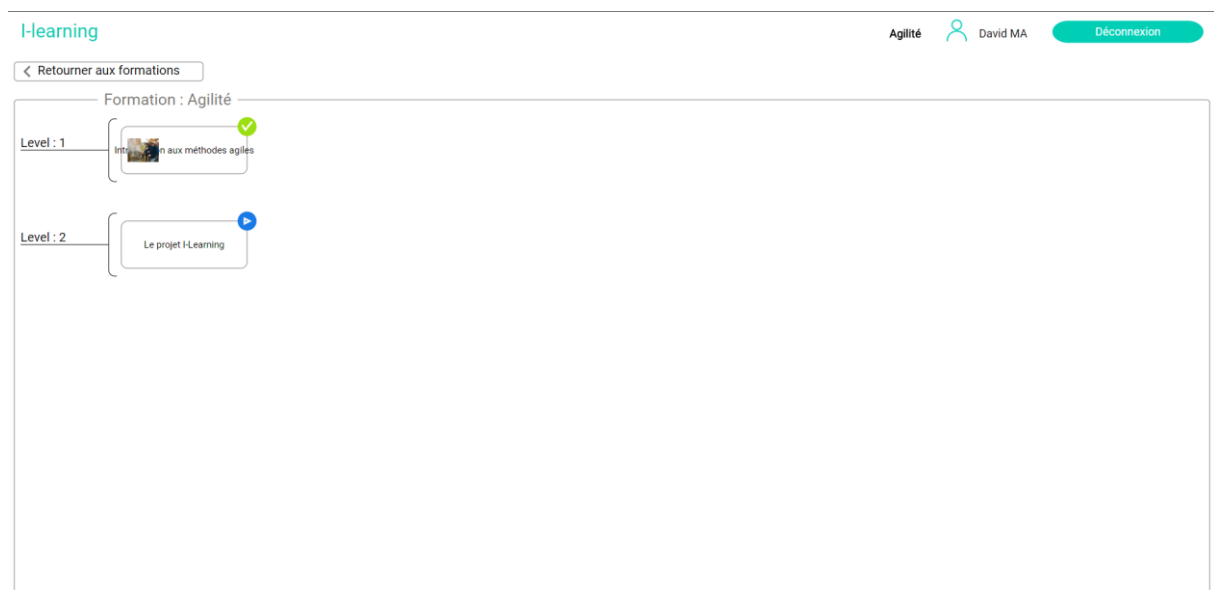 I-learning
Agilité David MA Déconnexion
Retourner aux formations
Formation : Agilité
Level : 1
aux méthodes agiles
Level : 2
Le projet I-Learning